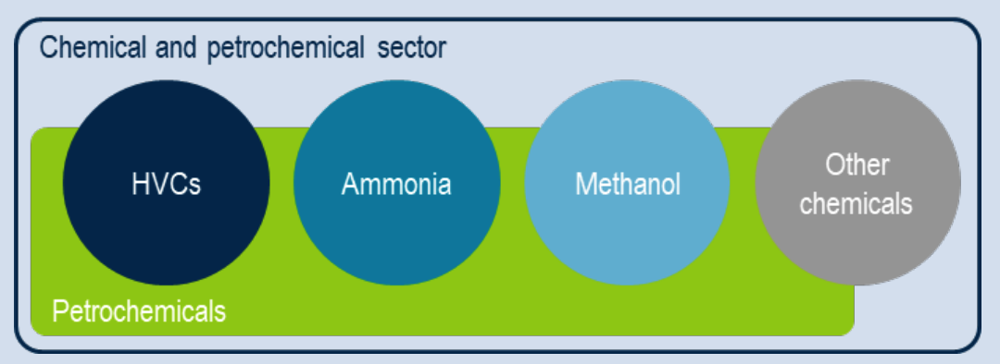 Chemical and petrochemical sector
HVCs
Ammonia
Methanol
Other
chemicals
Petrochemicals